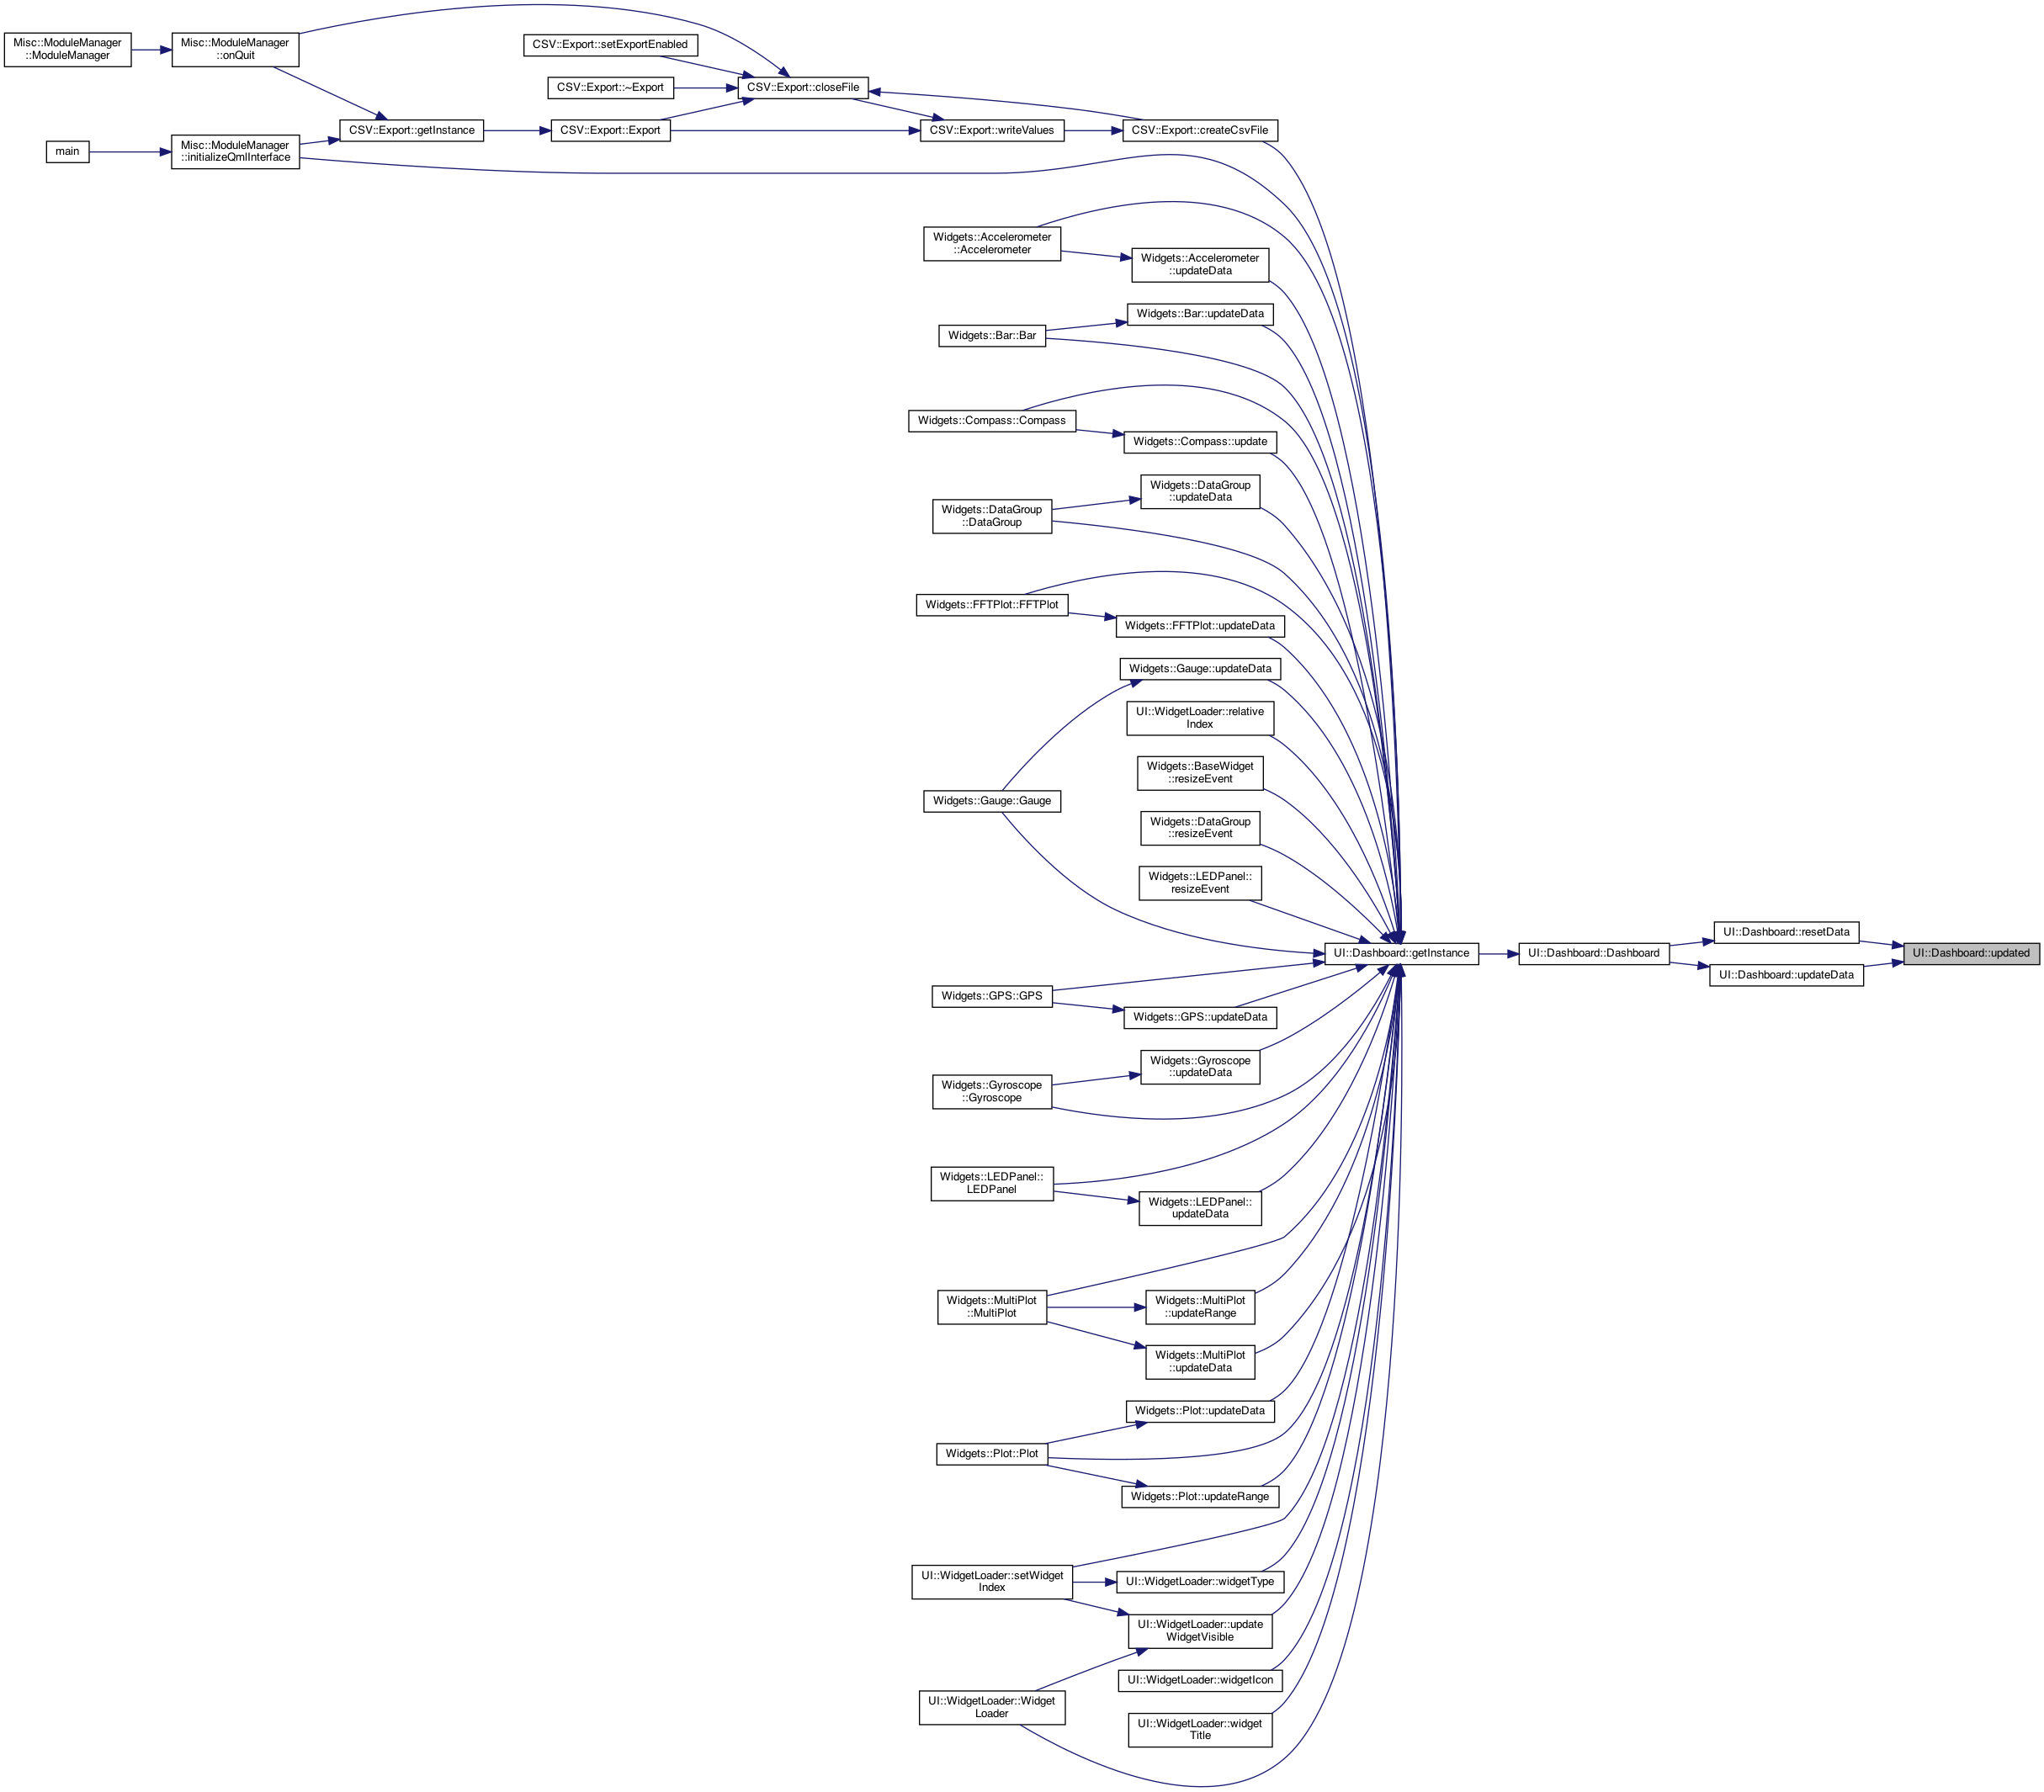 Misc::ModuleManager
::ModuleManager
Misc::ModuleManager
::onQuit
CSV::Export::setExportEnabled
CSV::Export::~Export
CSV::Export::closeFile
CSV::Export::getInstance
CSV::Export::Export
CSV::Export::writeValues
CSV::Export::createCsvFile
main
Misc::ModuleManager
::initializeQmlInterface
Widgets::Accelerometer
::Accelerometer
Widgets::Accelerometer
::updateData
Widgets::Bar::updateData
Widgets::Bar::Bar
Widgets::Compass::Compass
Widgets::Compass::update
Widgets::DataGroup
::updateData
Widgets::DataGroup
::DataGroup
Widgets::FFTPlot::FFTPlot
Widgets::FFTPlot::updateData
Widgets::Gauge::updateData
UI::WidgetLoader::relative
Index
Widgets::BaseWidget
::resizeEvent
Widgets::Gauge::Gauge
Widgets::DataGroup
::resizeEvent
Widgets::LEDPanel::
resizeEvent
UI::Dashboard::getInstance
UI::Dashboard::Dashboard
UI::Dashboard::resetData
UI::Dashboard::updateData
UI::Dashboard::updated
Widgets::GPS::GPS
Widgets::GPS::updateData
Widgets::Gyroscope
::updateData
Widgets::Gyroscope
::Gyroscope
Widgets::LEDPanel::
LEDPanel
Widgets::LEDPanel::
updateData
Widgets::MultiPlot
::MultiPlot
Widgets::MultiPlot
::updateRange
Widgets::MultiPlot
::updateData
Widgets::Plot::updateData
Widgets::Plot::Plot
Widgets::Plot::updateRange
UI::WidgetLoader::setWidget
Index
UI::WidgetLoader::widgetType
UI::WidgetLoader::update
WidgetVisible
UI::WidgetLoader::widgetIcon
UI::WidgetLoader::Widget
Loader
UI::WidgetLoader::widget
Title